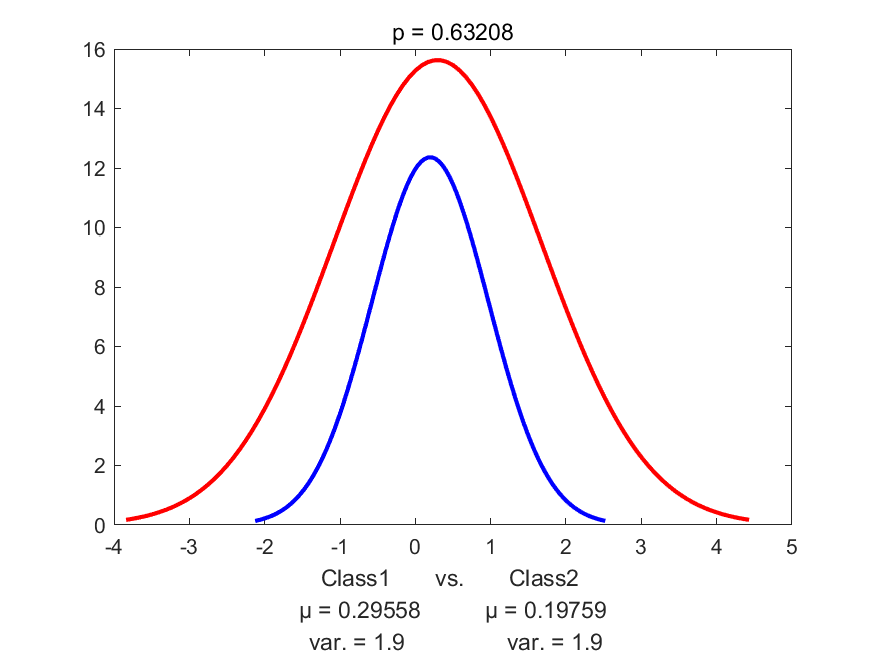 p = 0.63208
16
14
12
10
8
6
4
2
0
-4 -3 -2 -1 0 1 2 3 4 5
Class1 vs. Class2
μ = 0.29558 μ = 0.19759
var. = 1.9 var. = 1.9